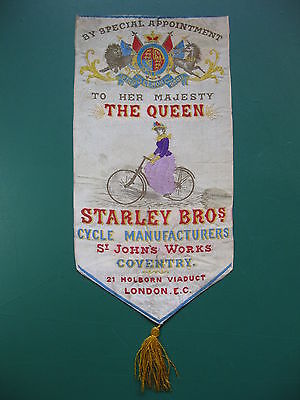 BY SPECIAL APPOINTMENT
TO HER MAJESTY
THE QUEEN
STARLEY BROS
CYCLE MANUFACTURERS
ST JOHN'S WORKS
COVENTRY.
21 HOLBORN VIADUCT
LONDON. E.C.